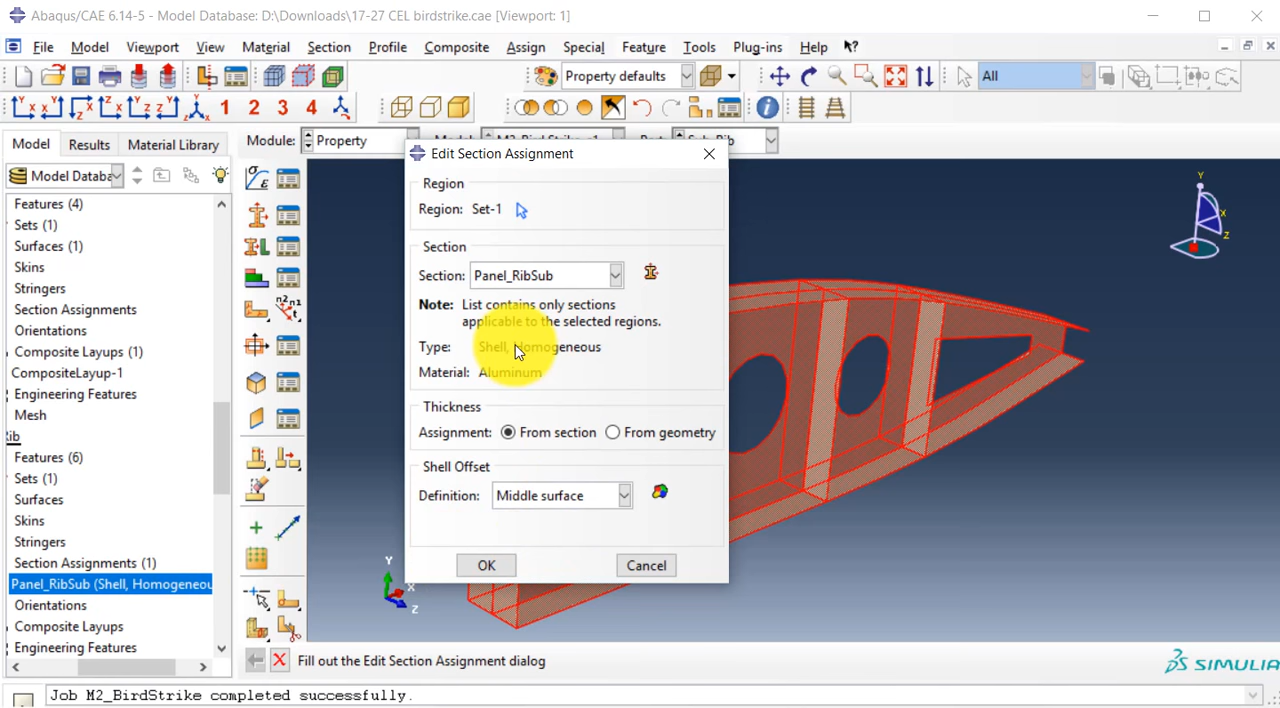 Abaqus/CAE 6.14-5 - Model Database: D:\Downloads\17-27 CEL birdstrike.cae [Viewport: 1]
File Model Viewport View Material Section Profile Composite Assign Special Feature Tools Plug-ins Help
Property defaults All
1 2 3 4
Model Results Material Library Module: Property
Edit Section Assignment
Model Databa
Features (4)
Sets (1)
Surfaces (1)
Skins
Stringers
Section Assignments
Orientations
Composite Layups (1)
CompositeLayup-1
Engineering Features
Mesh
Features (6)
Sets (1)
Surfaces
Skins
Stringers
Section Assignments (1)
Panel_RibSub (Shell, Homogeneou
Orientations
Composite Layups
Engineering Features
Region
Region: Set-1
Section
Section: Panel_RibSub
Note: List contains only sections
applicable to the selected regions.
Type: Shell, Homogeneous
Material: Aluminum
Thickness
Assignment: From section From geometry
Shell Offset
Definition: Middle surface
OK Cancel
Y
X
Z
Y
X
Z
Fill out the Edit Section Assignment dialog
SIMULIA
Job M2_BirdStrike completed successfully.